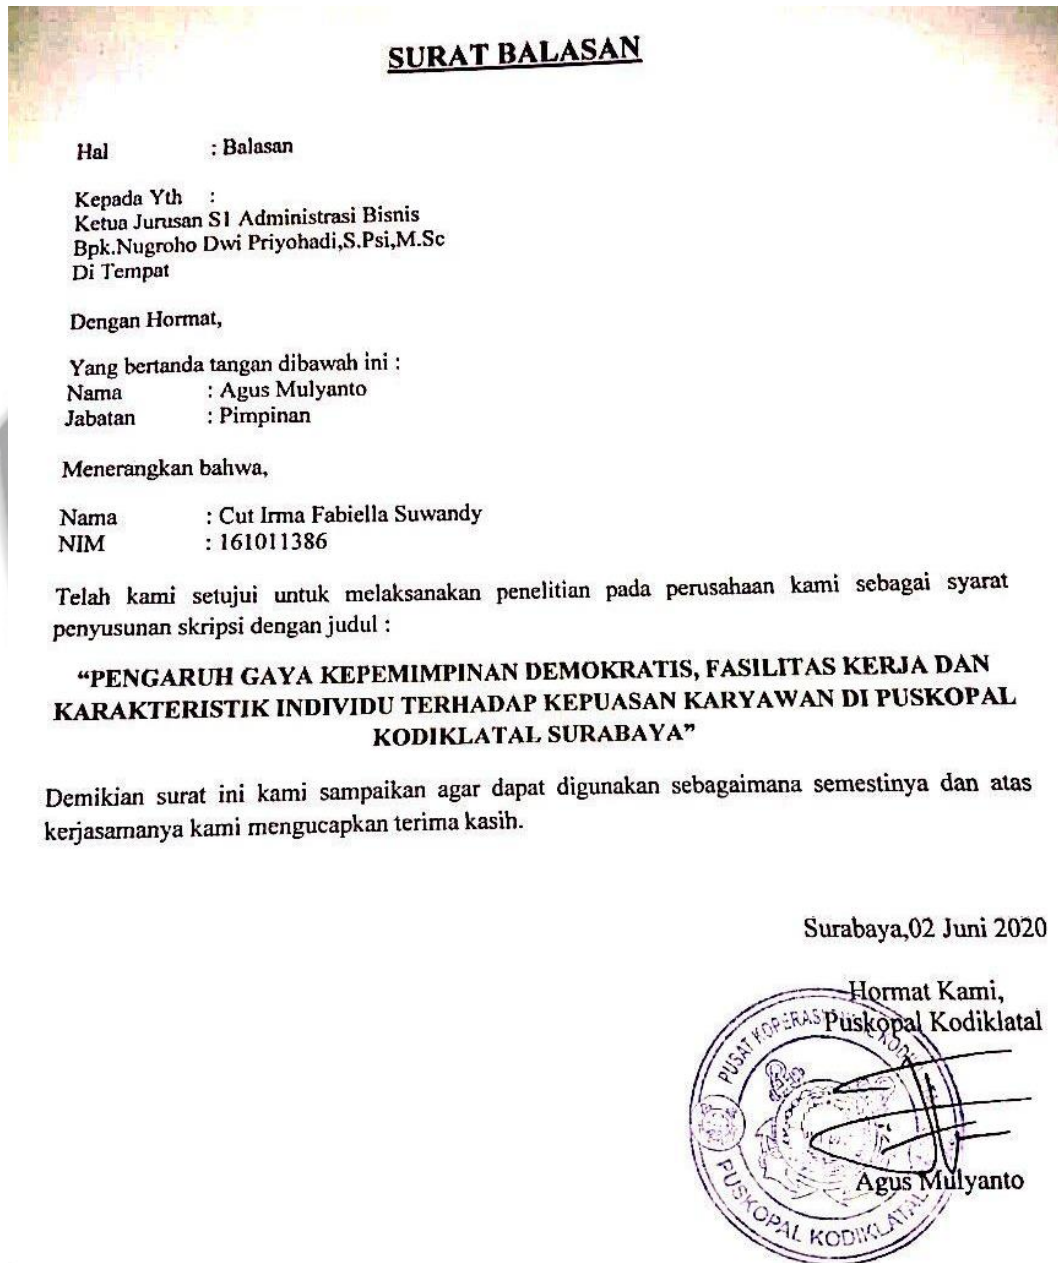 SURAT BALASAN
Hal : Balasan
Kepada Yth :
Ketua Jurusan S1 Administrasi Bisnis
Bpk.Nugroho Dwi Priyohadi,S.Psi,M.Sc
Di Tempat
Dengan Hormat,
Yang bertanda tangan dibawah ini :
Nama : Agus Mulyanto
Jabatan : Pimpinan
Menerangkan bahwa,
Nama : Cut Irma Fabiella Suwandy
NIM : 161011386
Telah kami setujui untuk melaksanakan penelitian pada perusahaan kami sebagai syarat
penyusunan skripsi dengan judul :
“PENGARUH GAYA KEPEMIMPINAN DEMOKRATIS, FASILITAS KERJA DAN
KARAKTERISTIK INDIVIDU TERHADAP KEPUASAN KARYAWAN DI PUSKOPAL
KODIKLATAL SURABAYA”
Demikian surat ini kami sampaikan agar dapat digunakan sebagaimana semestinya dan atas
kerjasamanya kami mengucapkan terima kasih.
Surabaya,02 Juni 2020
Hormat Kami,
Puskopal Kodiklatal
PUSAT
PUSKOPAL KODIKLATAL
Agus Mulyanto